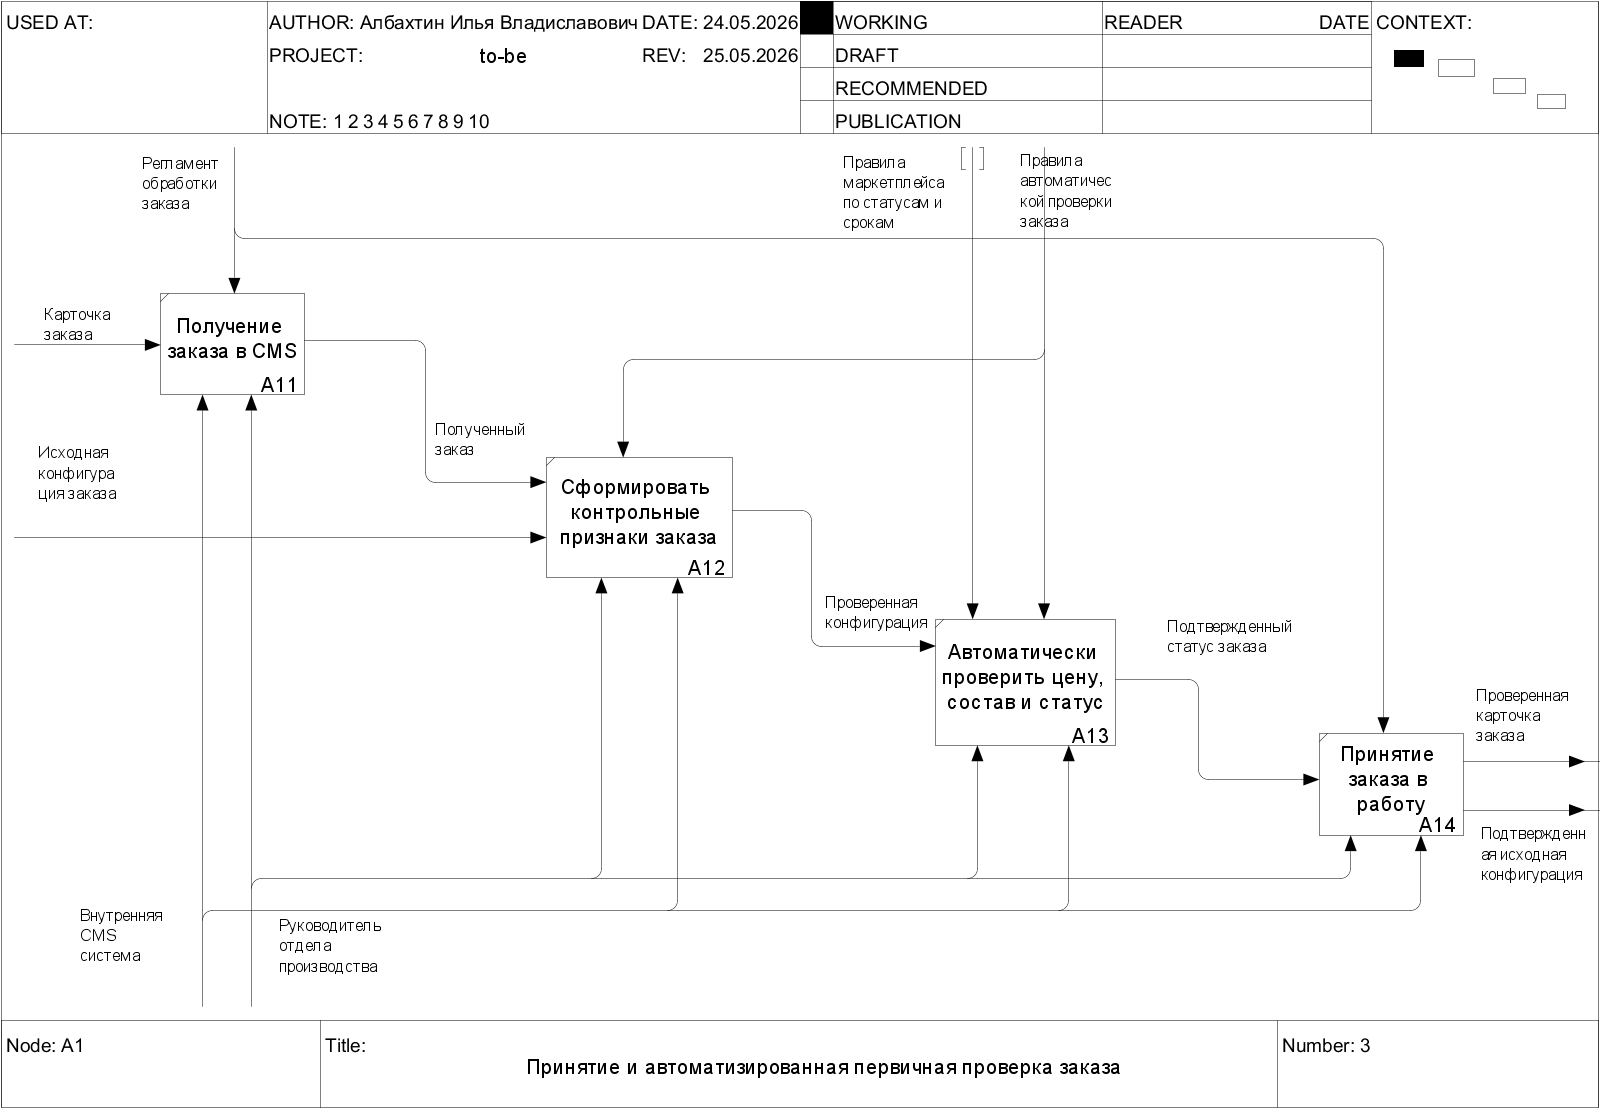 USED AT:
AUTHOR: Албахтин Илья Владиславович
DATE: 24.05.2026
PROJECT:
to-be
REV: 25.05.2026
NOTE: 1 2 3 4 5 6 7 8 9 10
WORKING
DRAFT
RECOMMENDED
PUBLICATION
READER
DATE
CONTEXT:
Регламент
обработки
заказа
Правила
маркетплейса
по статусам и
срокам
Правила
автоматичес
кой проверки
заказа
Карточка
заказа
Получение
заказа в CMS
A11
Исходная
конфигура
ция заказа
Полученный
заказ
Сформировать
контрольные
признаки заказа
A12
Проверенная
конфигурация
Автоматически
проверить цену,
состав и статус
A13
Подтвержденный
статус заказа
Принятие
заказа в
работу
A14
Проверенная
карточка
заказа
Подтвержденн
ая исходная
конфигурация
Внутренняя
CMS
система
Руководитель
отдела
производства
Node: A1
Title:
Принятие и автоматизированная первичная проверка заказа
Number: 3